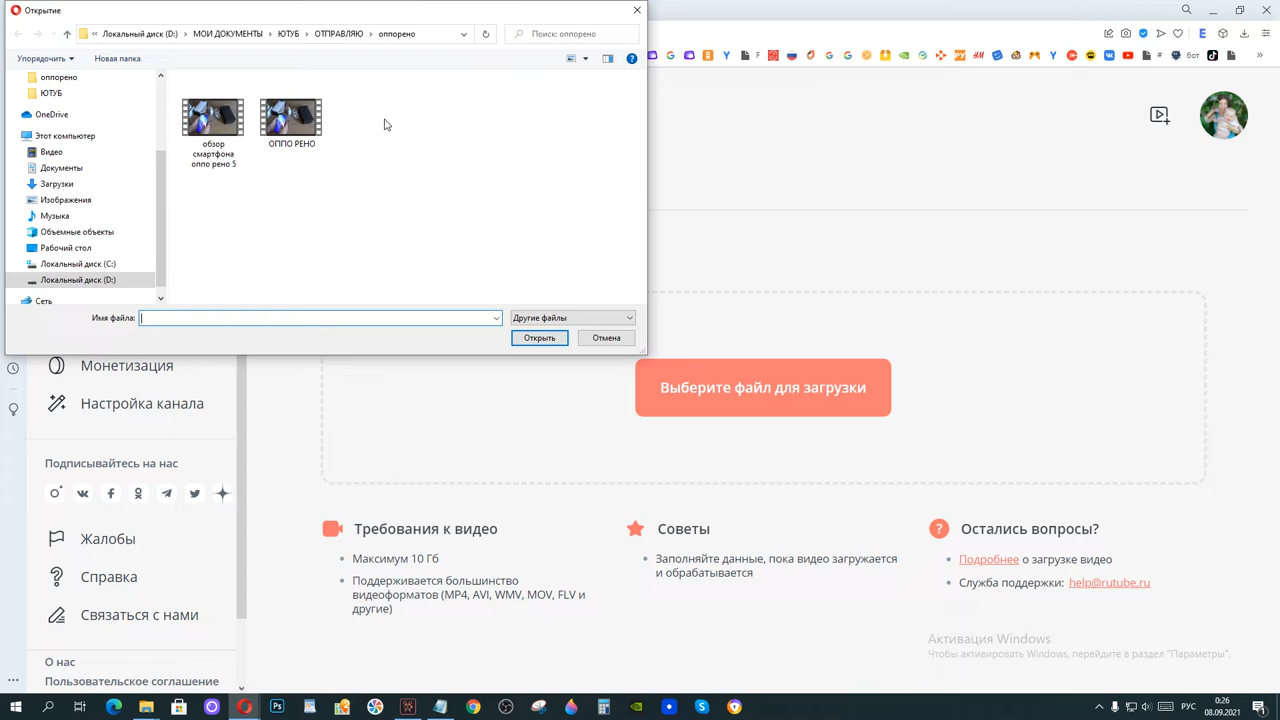 Открытие
Локальный диск (D:) › МОИ ДОКУМЕНТЫ › ЮТУБ › ОТПРАВЛЯЮ › оппорено
Поиск: оппорено
Упорядочить
Новая папка
оппорено
ЮТУБ
OneDrive
Этот компьютер
Видео
Документы
Загрузки
Изображения
Музыка
Объемные объекты
Рабочий стол
Локальный диск (C:)
Локальный диск (D:)
Сеть
обзор
смартфона
оппо рено 5
ОППО РЕНО
Имя файла:
Другие файлы
Открыть
Отмена
Выберите файл для загрузки
Монетизация
Настройка канала
Подписывайтесь на нас
Жалобы
Справка
Связаться с нами
О нас
Пользовательское соглашение
Требования к видео
Максимум 10 Гб
Поддерживается большинство
видеоформатов (MP4, AVI, WMV, MOV, FLV и
другие)
Советы
Заполняйте данные, пока видео загружается
и обрабатывается
Остались вопросы?
Подробнее о загрузке видео
Служба поддержки: help@rutube.ru
Активация Windows
Чтобы активировать Windows, перейдите в раздел "Параметры".
бот
РУС
0:26
08.09.2021